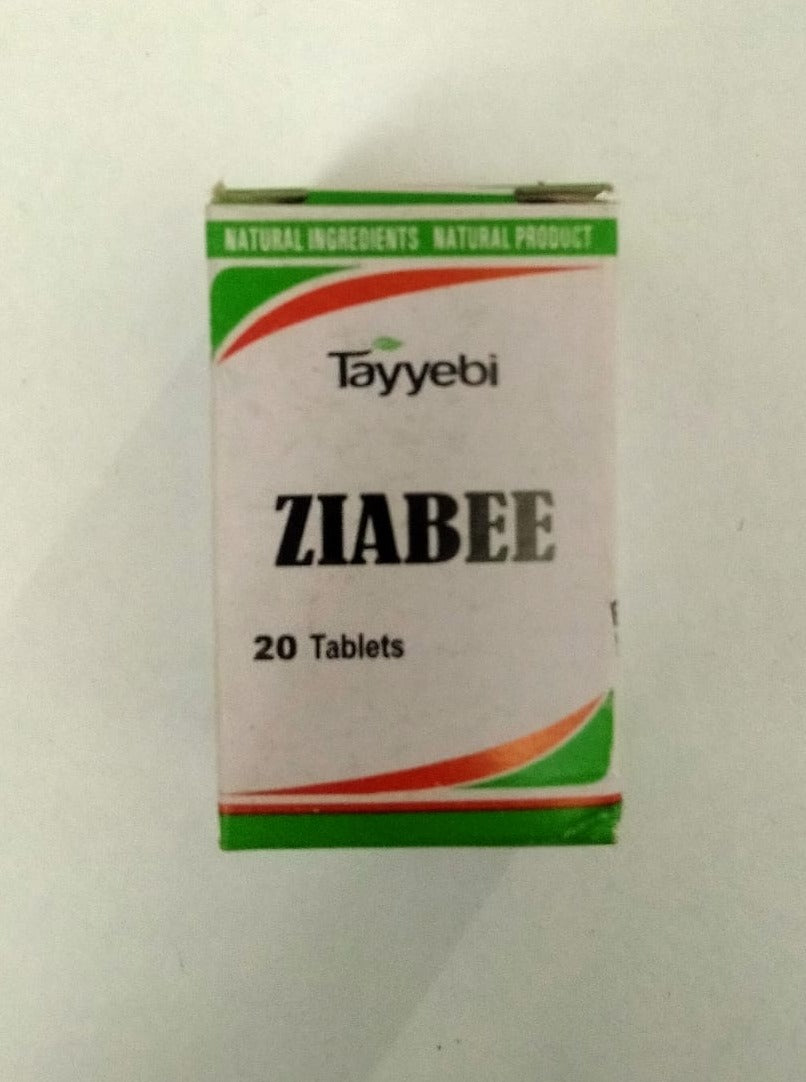 NATURAL INGREDIENTS NATURAL PRODUCT
Tayyebi
ZIABEE
20 Tablets